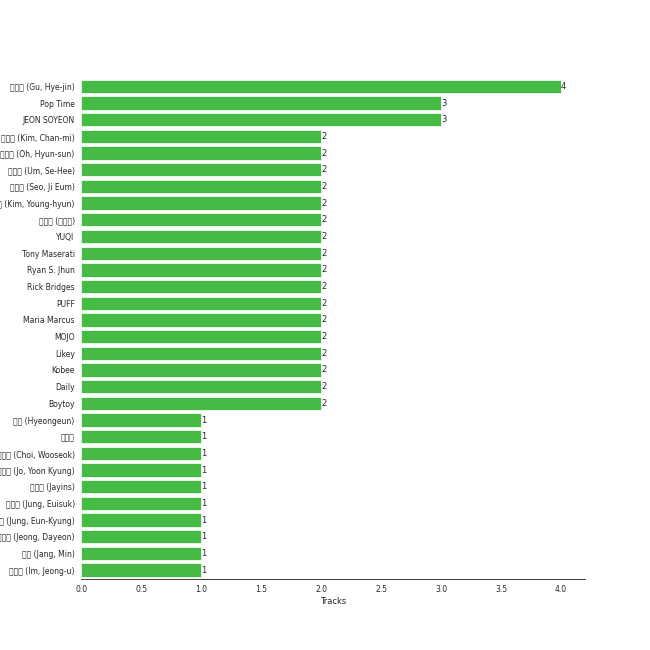 (Gu, Hye-jin)
4
Pop Time
3
JEON SOYEON
3
(Kim, Chan-mi)
2
(Oh, Hyun-sun)
2
(Um, Se-Hee)
2
(Seo, Ji Eum)
2
(Kim, Young-hyun)
2
2
YUQI
2
Tony Maserati
2
Ryan S. Jhun
2
Rick Bridges
2
PUFF
2
Maria Marcus
2
MOJO
2
Likey
2
Kobee
2
Daily
2
Boytoy
2
(Hyeongeun)
1
1
(Choi, Wooseok)
1
(Jo, Yoon Kyung)
1
(Jayins)
1
(Jung, Euisuk)
1
(Jung, Eun-Kyung)
1
(Jeong, Dayeon)
1
(Jang, Min)
1
(Im, Jeong-u)
1
0.0 0.5 1.0 1.5 2.0 2.5 3.0 3.5 4.0
Tracks